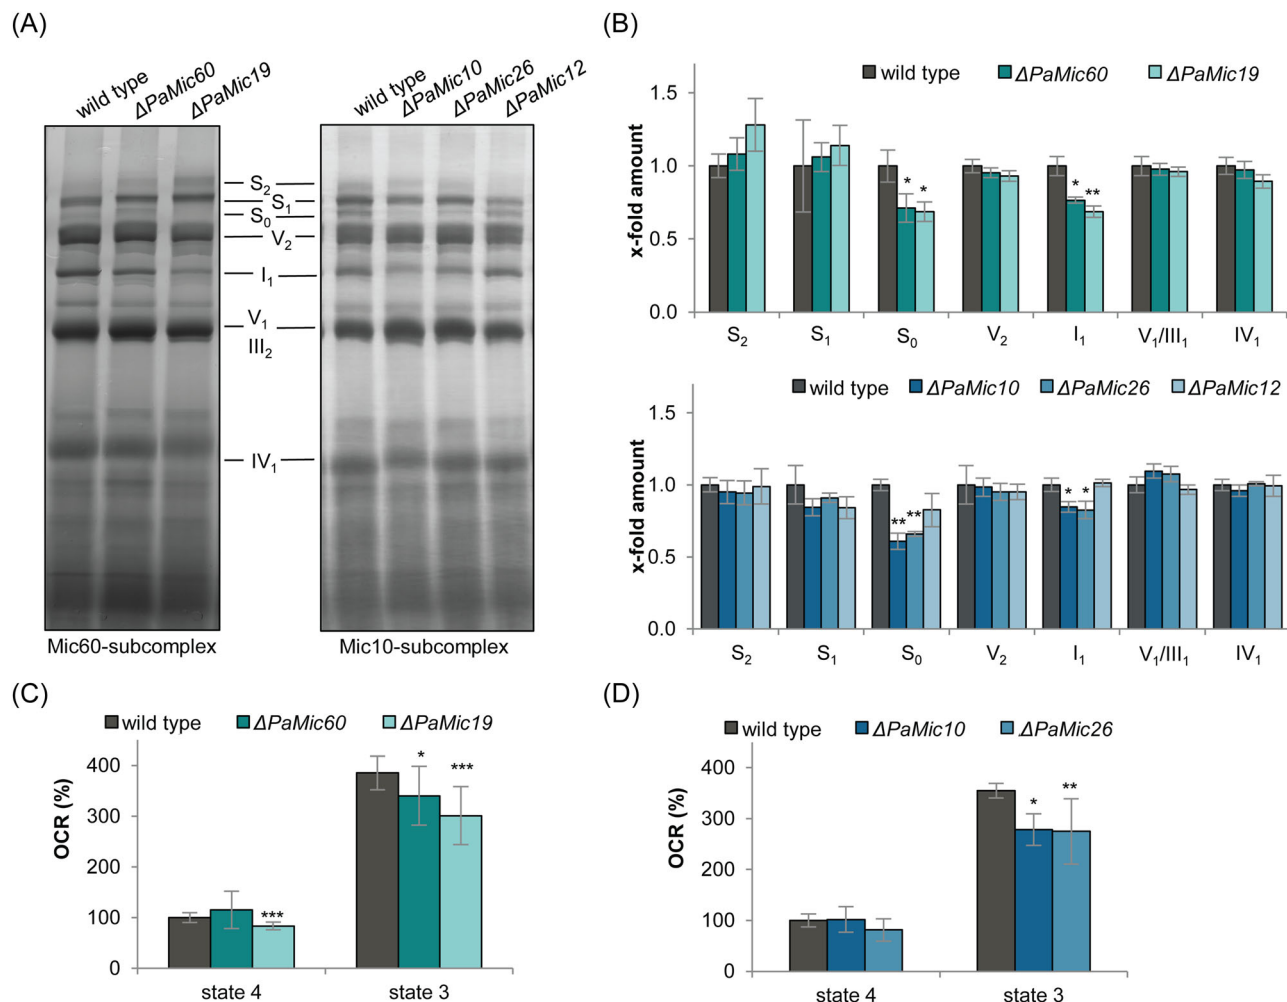 (A)
wild type
ΔPaMic60
ΔPaMic19
wild type
ΔPaMic10
ΔPaMic26
ΔPaMic12
S₂
S₁
S₀
V₂
I₁
V₁
III₂
IV₁
Mic60-subcomplex
Mic10-subcomplex
(B)
wild type ΔPaMic60 ΔPaMic19
x-fold amount
1.5
1.0
0.5
0.0
* *
* **
S₂ S₁ S₀ V₂ I₁ V₁/III₁ IV₁
wild type ΔPaMic10 ΔPaMic26 ΔPaMic12
x-fold amount
1.5
1.0
0.5
0.0
** **
* *
S₂ S₁ S₀ V₂ I₁ V₁/III₁ IV₁
(C)
wild type ΔPaMic60 ΔPaMic19
OCR (%)
400
300
200
100
0
***
* ***
state 4 state 3
(D)
wild type ΔPaMic10 ΔPaMic26
OCR (%)
400
300
200
100
0
* **
state 4 state 3